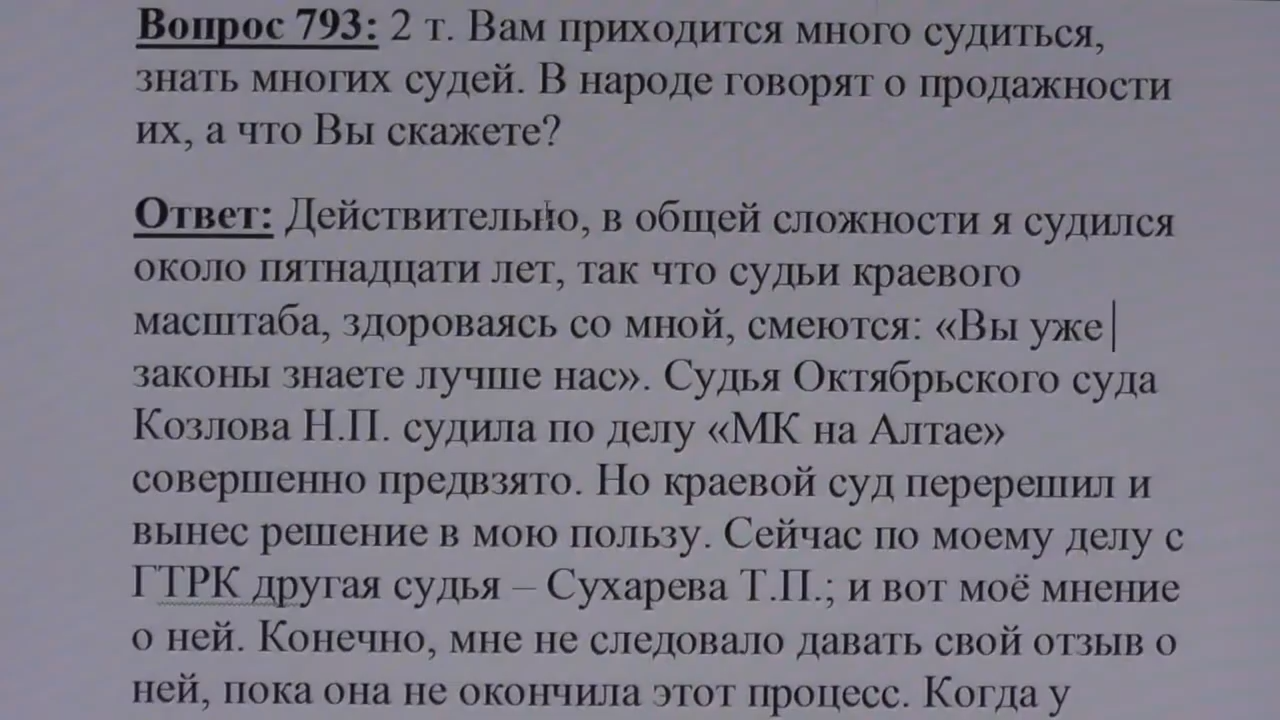 Вопрос 793: 2 т. Вам приходится много судиться,
знать многих судей. В народе говорят о продажности
их, а что Вы скажете?
Ответ: Действительно, в общей сложности я судился
около пятнадцати лет, так что судьи краевого
масштаба, здороваясь со мной, смеются: «Вы уже
законы знаете лучше нас». Судья Октябрьского суда
Козлова Н.П. судила по делу «МК на Алтае»
совершенно предвзято. Но краевой суд перерешил и
вынес решение в мою пользу. Сейчас по моему делу с
ГТРК другая судья – Сухарева Т.П.; и вот моё мнение
о ней. Конечно, мне не следовало давать свой отзыв о
ней, пока она не окончила этот процесс. Когда у